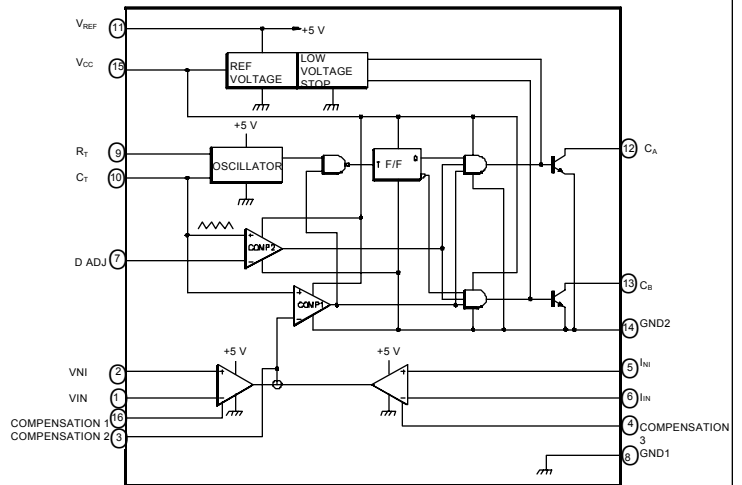 VREF 11 +5 V
VCC 15
REF VOLTAGE
LOW VOLTAGE STOP
+5 V
RT 9
OSCILLATOR
T F/F Q
12 CA
CT 10
COMP2
D ADJ 7
13 CB
COMP1
14 GND2
+5 V
+5 V
VNI 2
5 INI
VIN 1
6 IIN
COMPENSATION 1 16
COMPENSATION 2 3
4 COMPENSATION 3
8 GND1